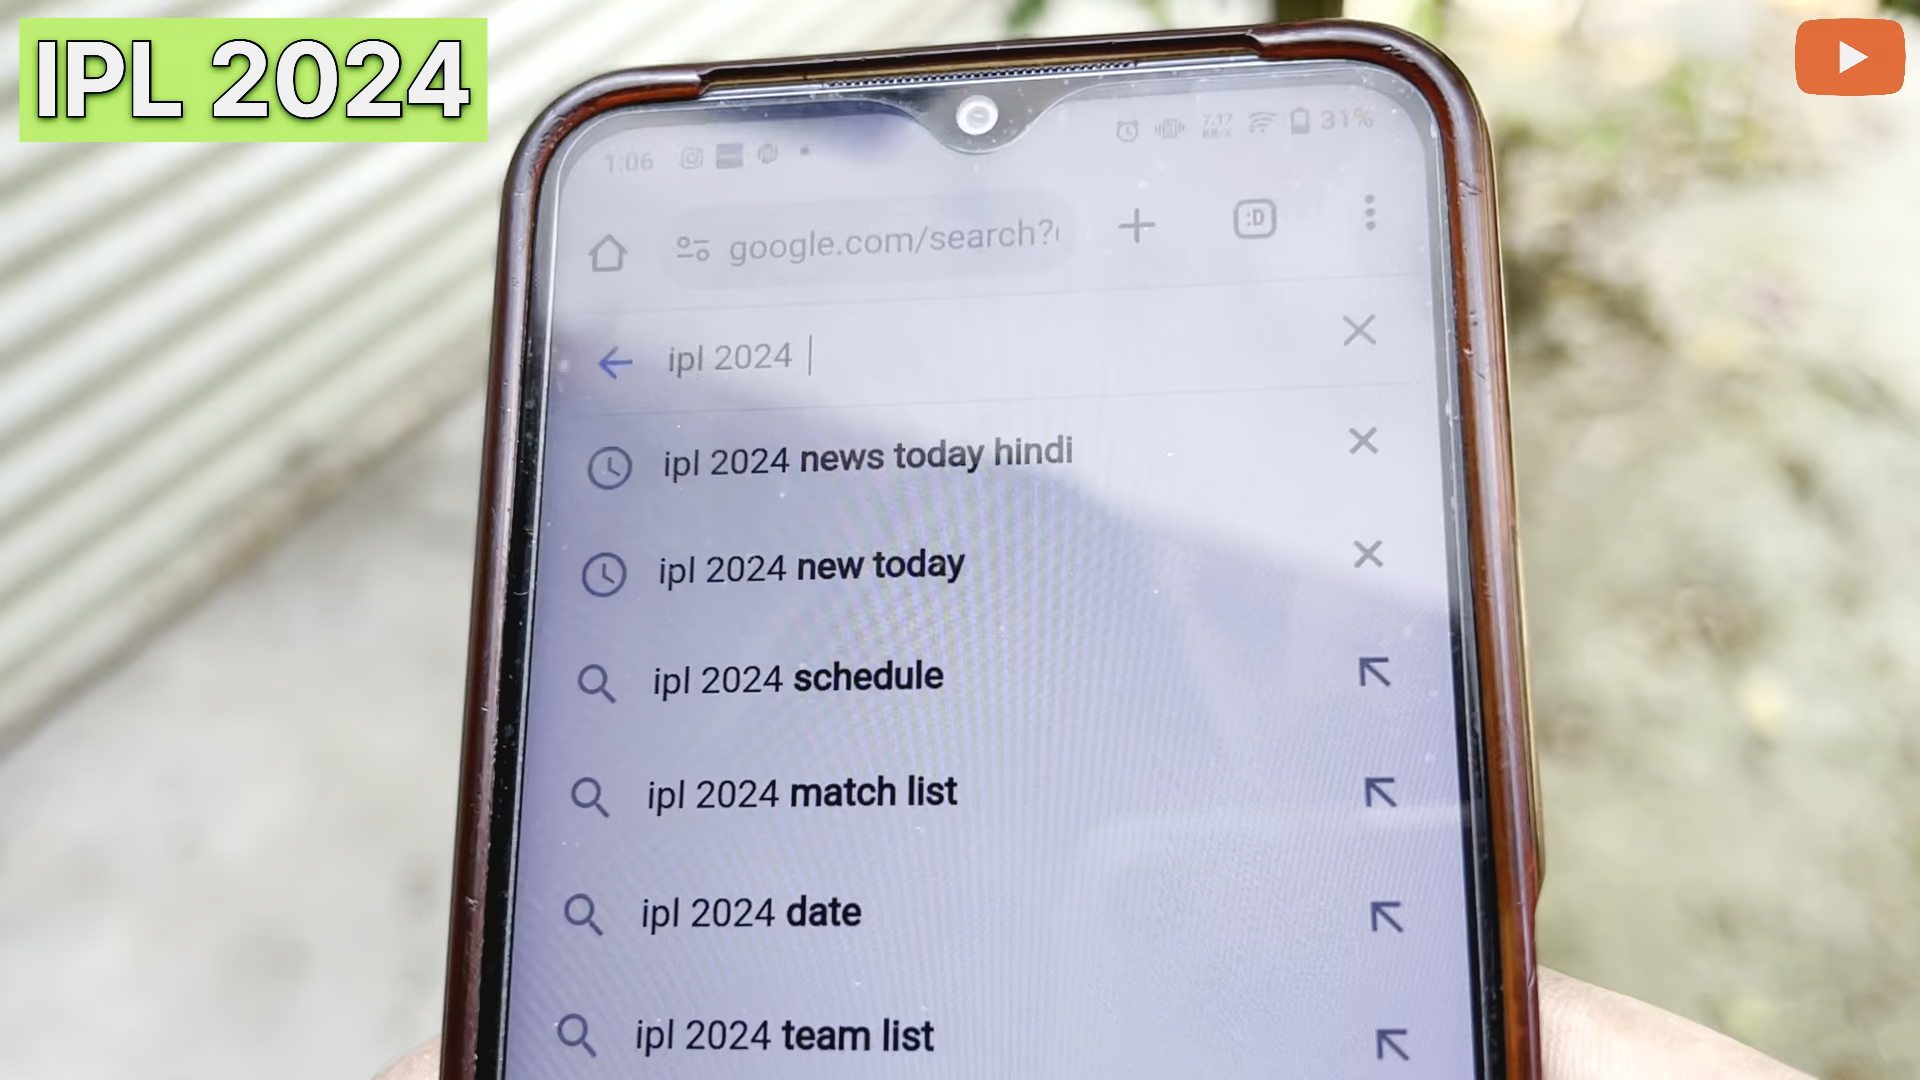 IPL 2024
1:06
31%
google.com/search?
:D
ipl 2024
ipl 2024 news today hindi
ipl 2024 new today
ipl 2024 schedule
ipl 2024 match list
ipl 2024 date
ipl 2024 team list